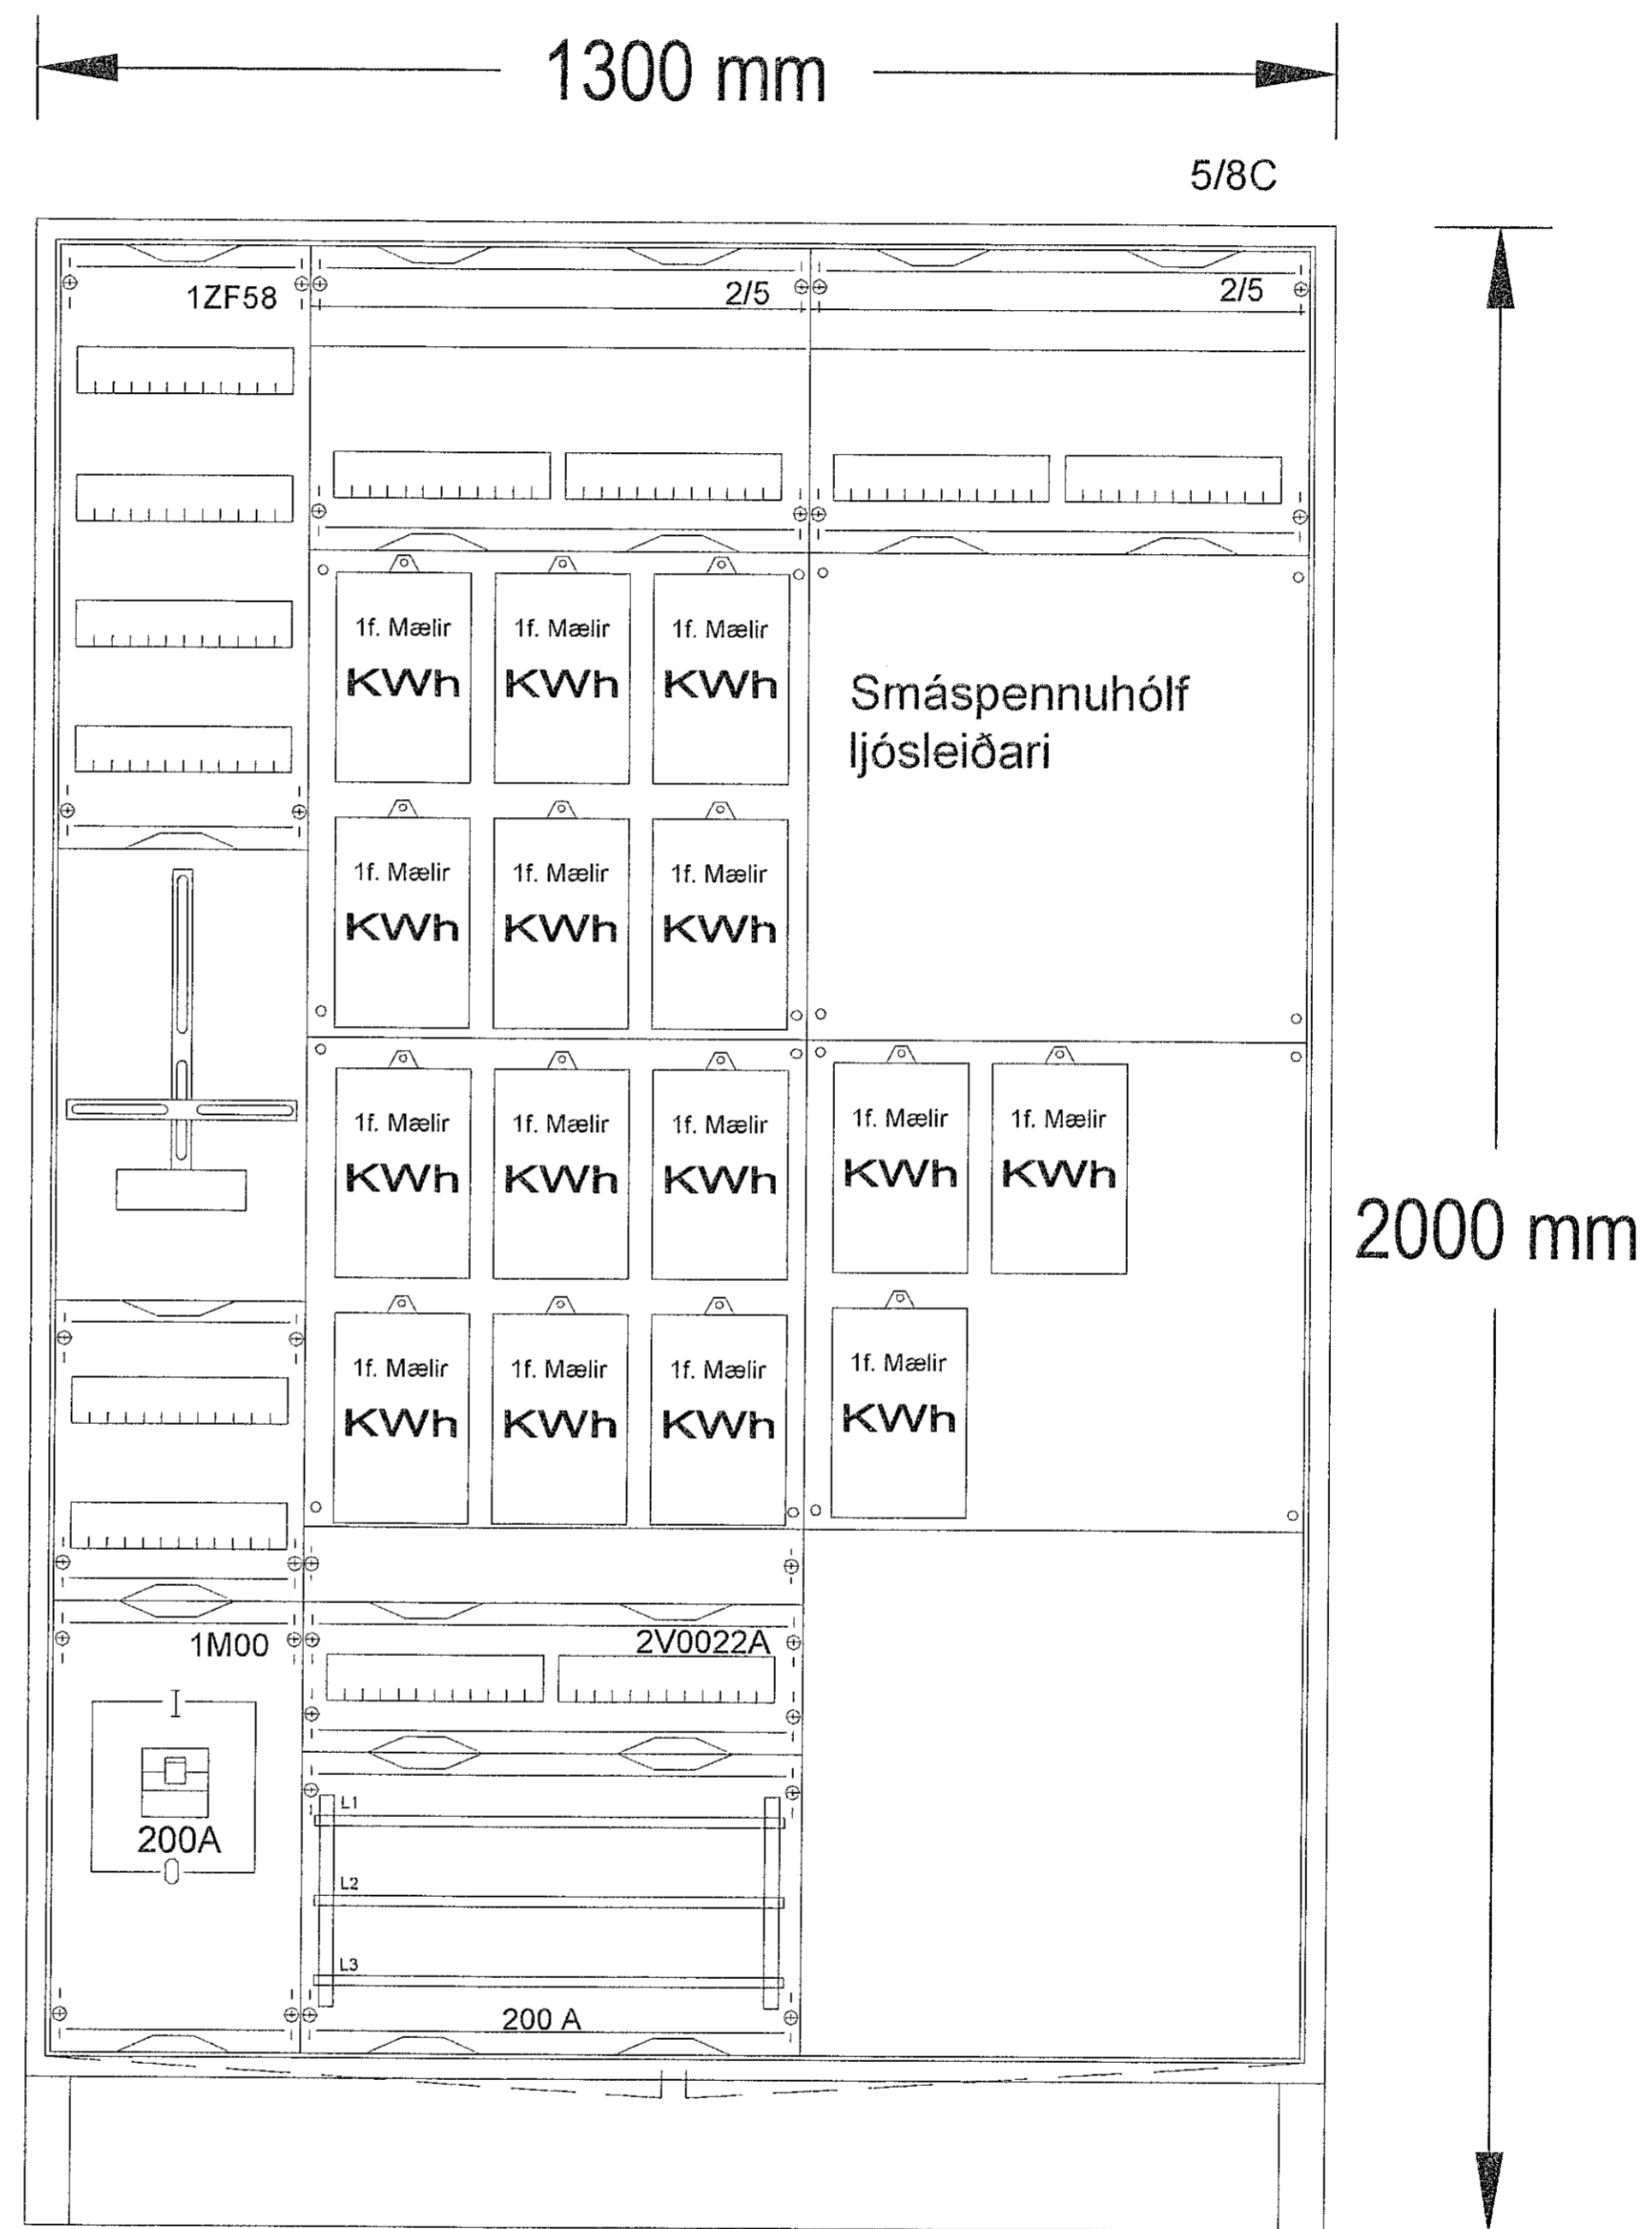 1300 mm
5/8C
1ZF58
2/5
2/5
1f. Mælir
KWh
1f. Mælir
KWh
1f. Mælir
KWh
Smáspennuhólf
ljósleiðari
1f. Mælir
KWh
1f. Mælir
KWh
1f. Mælir
KWh
1f. Mælir
KWh
1f. Mælir
KWh
1f. Mælir
KWh
1f. Mælir
KWh
1f. Mælir
KWh
2000 mm
1f. Mælir
KWh
1f. Mælir
KWh
1f. Mælir
KWh
1f. Mælir
KWh
1M00
2V0022A
200A
L1
L2
L3
200 A